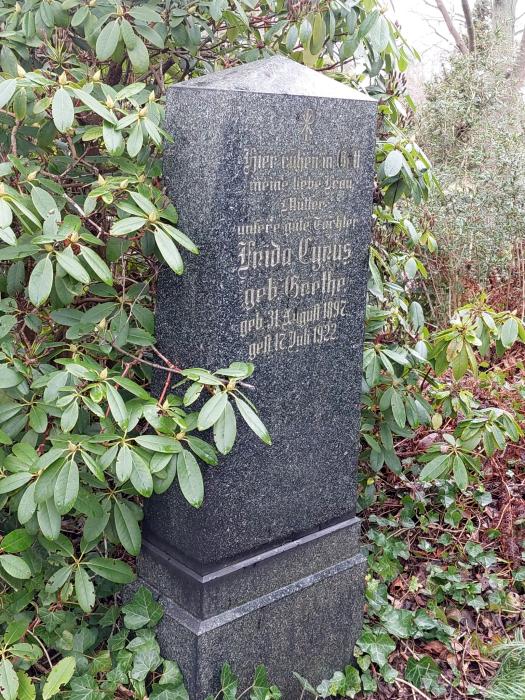 Hier ruhen in Gott
meine liebe Frau
Mutter
unsere gute Tochter
Frida Cyrus
geb. Goethe
geb. 31. August 1897
gest. 17. Juli 1922